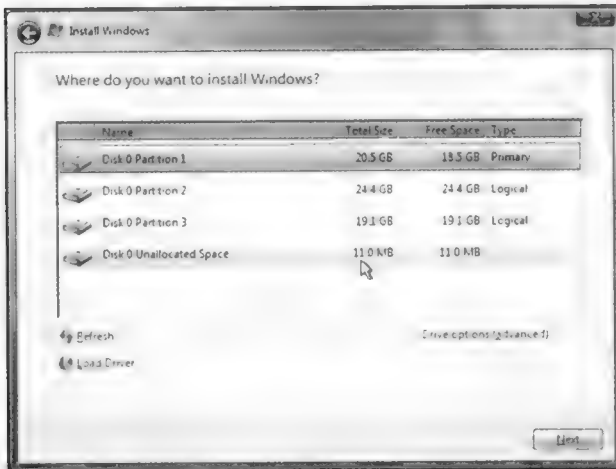 Install Windows
Where do you want to install Windows?
Name Total Size Free Space Type
Disk 0 Partition 1 20.5 GB 18.5 GB Primary
Disk 0 Partition 2 24.4 GB 24.4 GB Logical
Disk 0 Partition 3 19.1 GB 19.1 GB Logical
Disk 0 Unallocated Space 11.0 MB 11.0 MB
Refresh Drive options (advanced)
Load Driver
Next